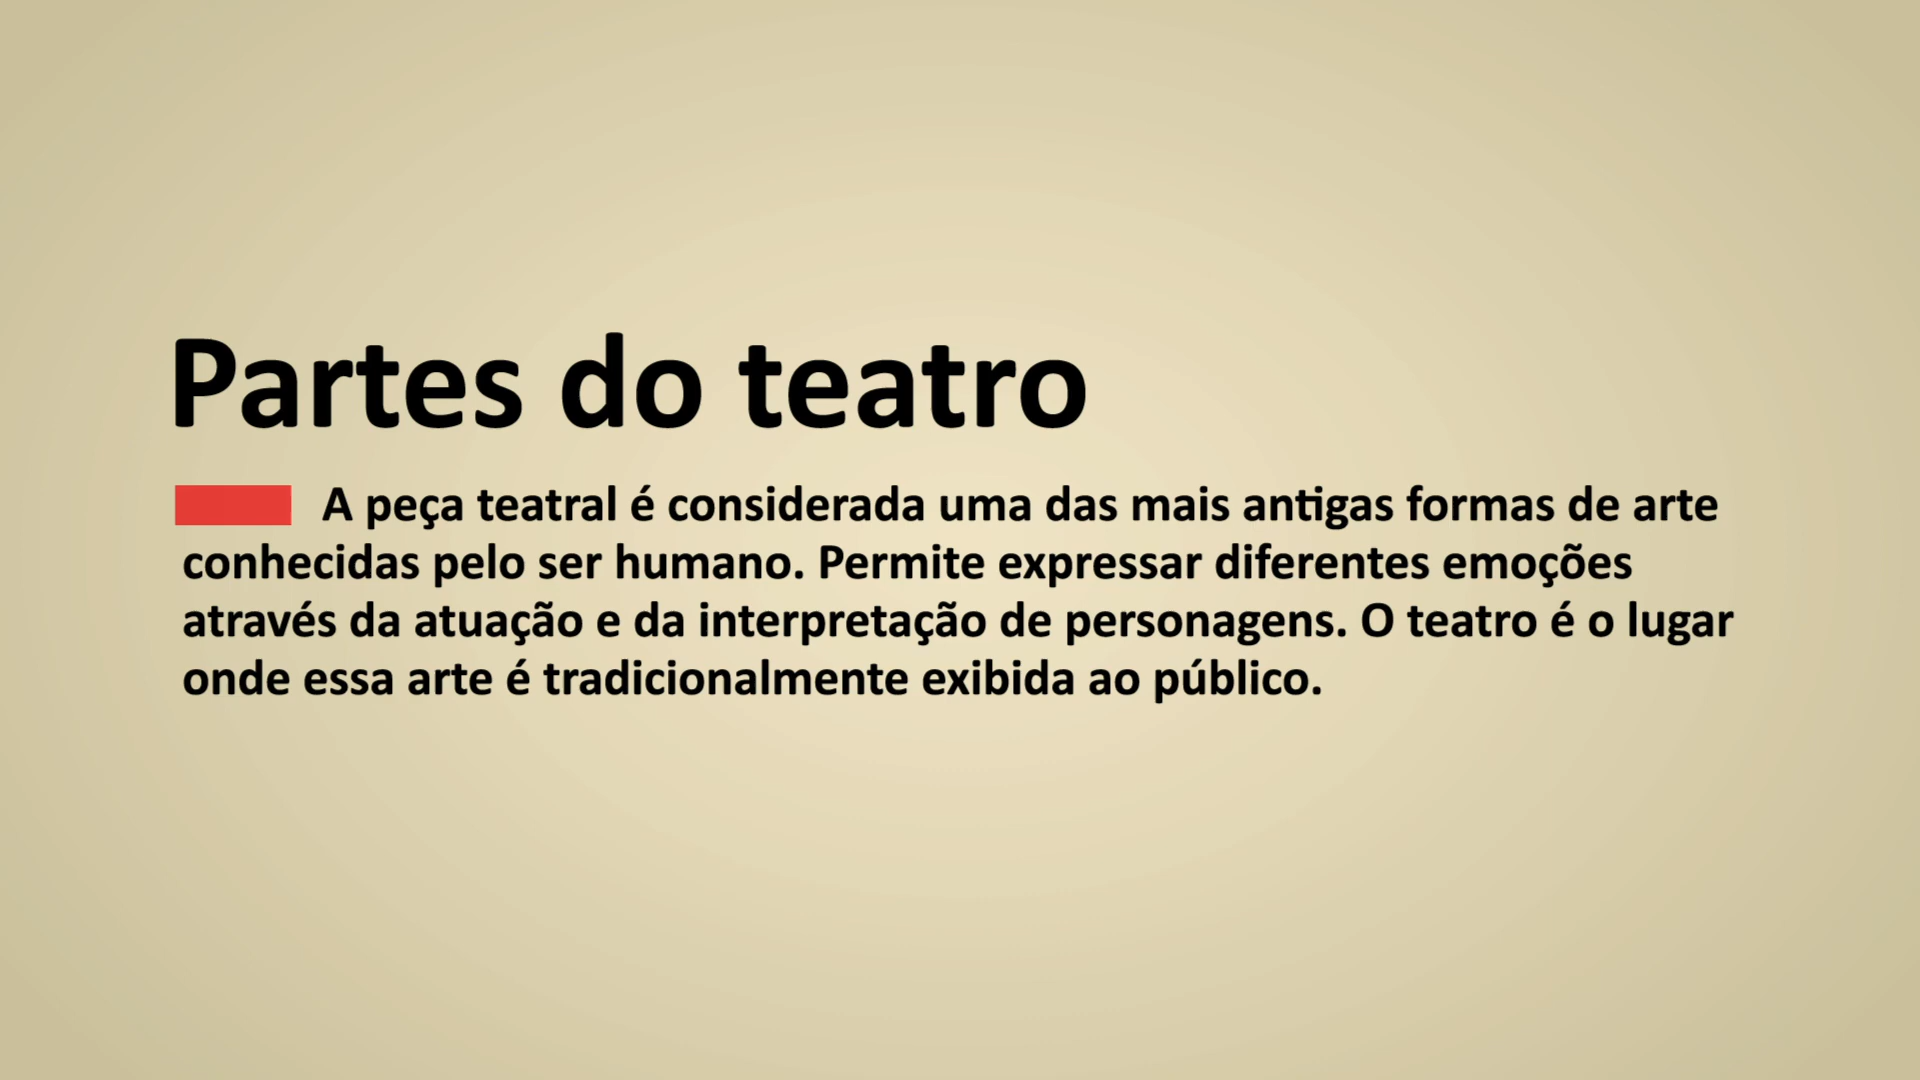 Partes do teatro
A peça teatral é considerada uma das mais antigas formas de arte
conhecidas pelo ser humano. Permite expressar diferentes emoções
através da atuação e da interpretação de personagens. O teatro é o lugar
onde essa arte é tradicionalmente exibida ao público.